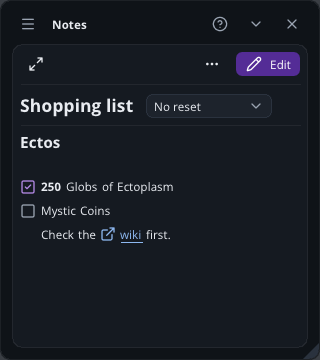 Notes
Edit
Shopping list No reset
Ectos
250 Globs of Ectoplasm
Mystic Coins
Check the wiki first.